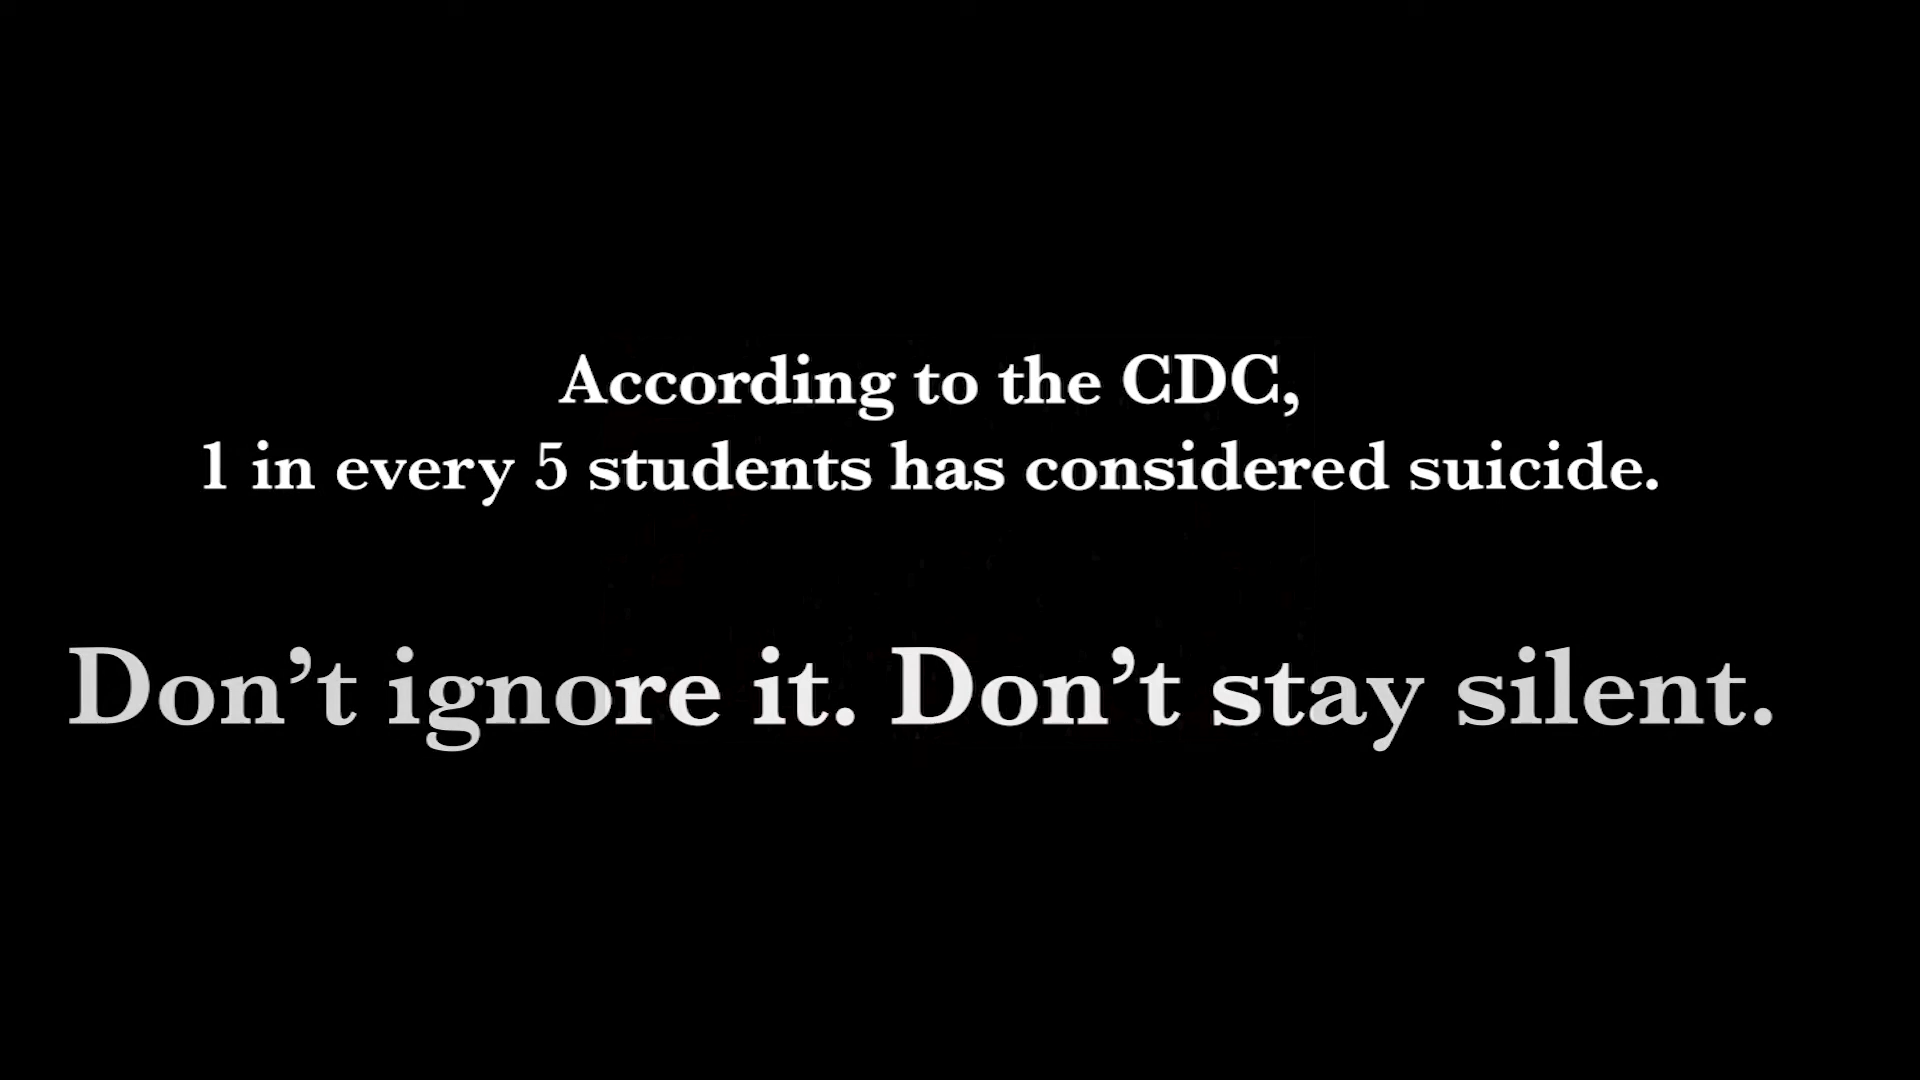 According to the CDC,
1 in every 5 students has considered suicide.
Don’t ignore it. Don’t stay silent.